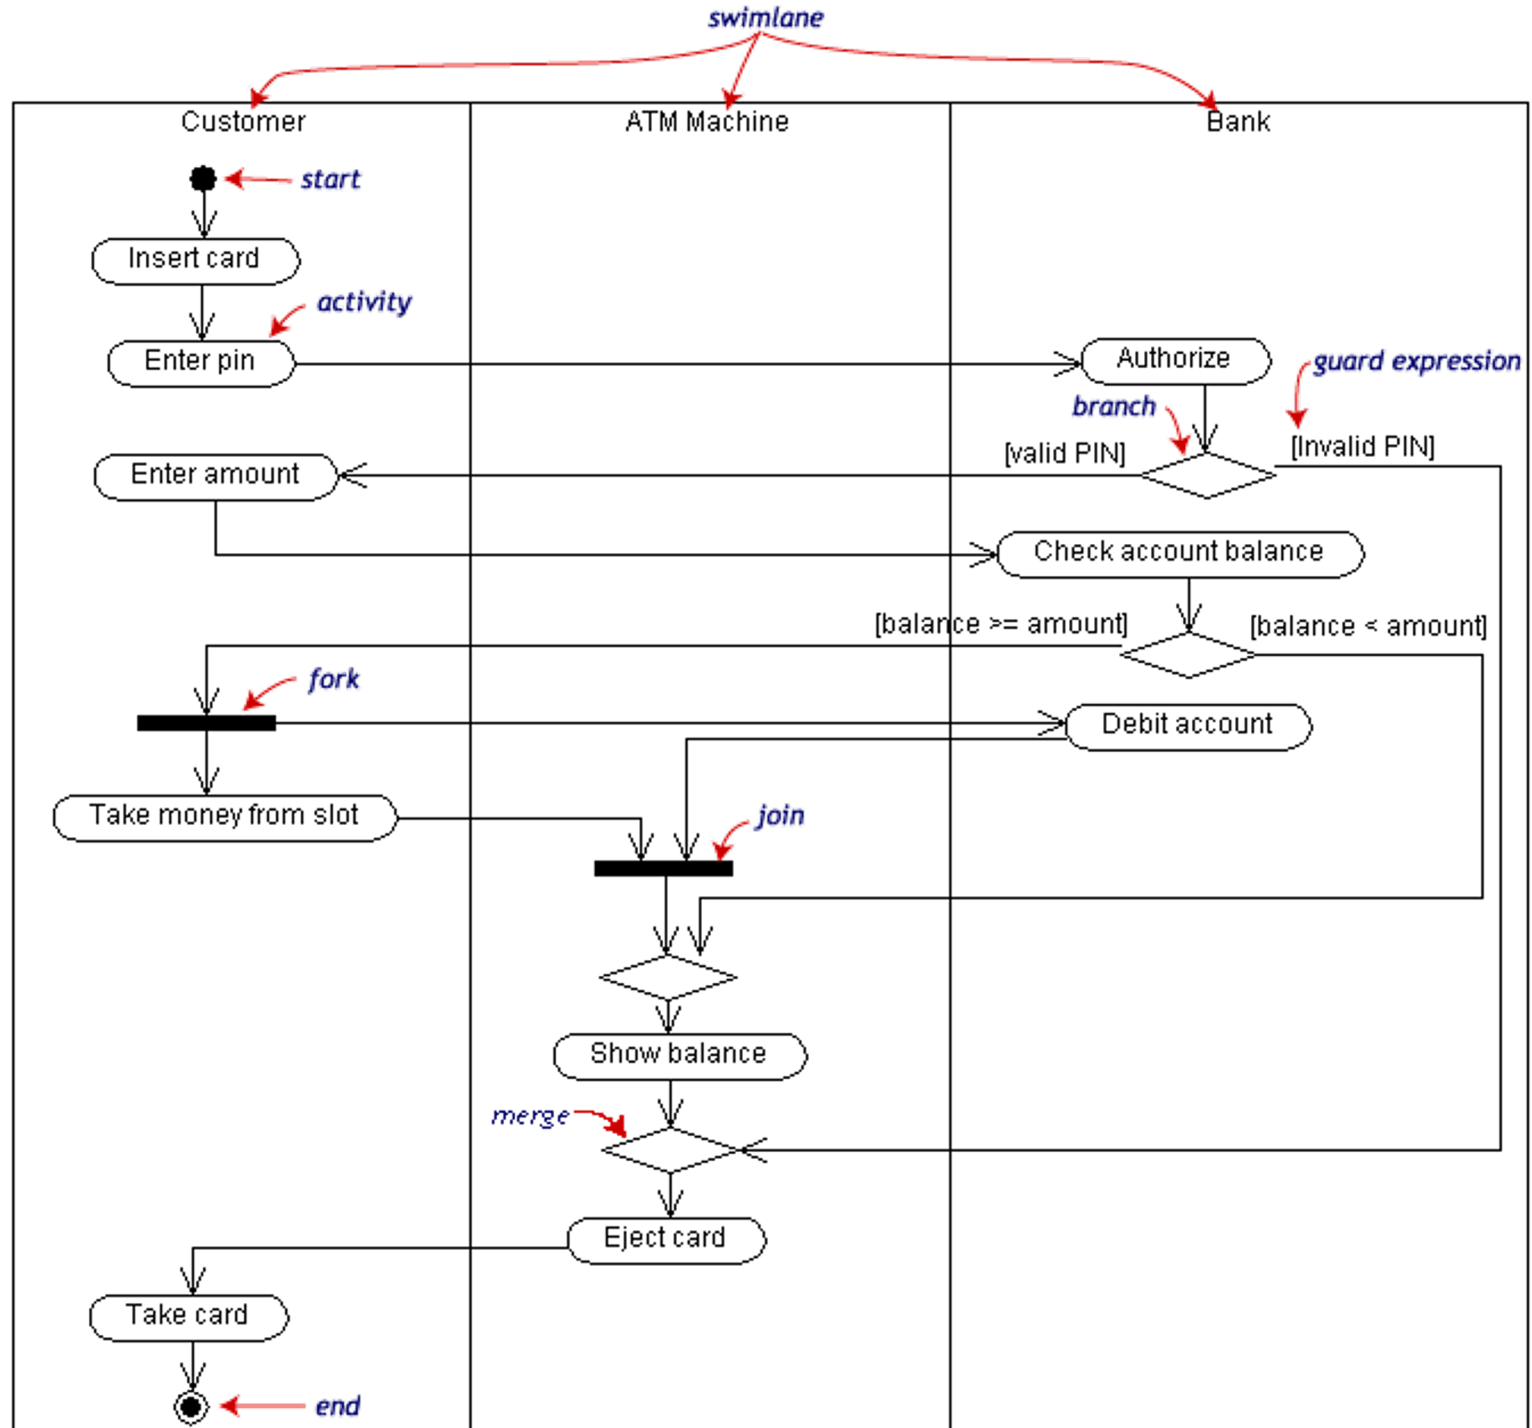 swimlane
Customer
ATM Machine
Bank
start
Insert card
activity
Enter pin
Authorize
guard expression
branch
[valid PIN]
[Invalid PIN]
Enter amount
Check account balance
[balance >= amount]
[balance < amount]
fork
Debit account
Take money from slot
join
Show balance
merge
Eject card
Take card
end